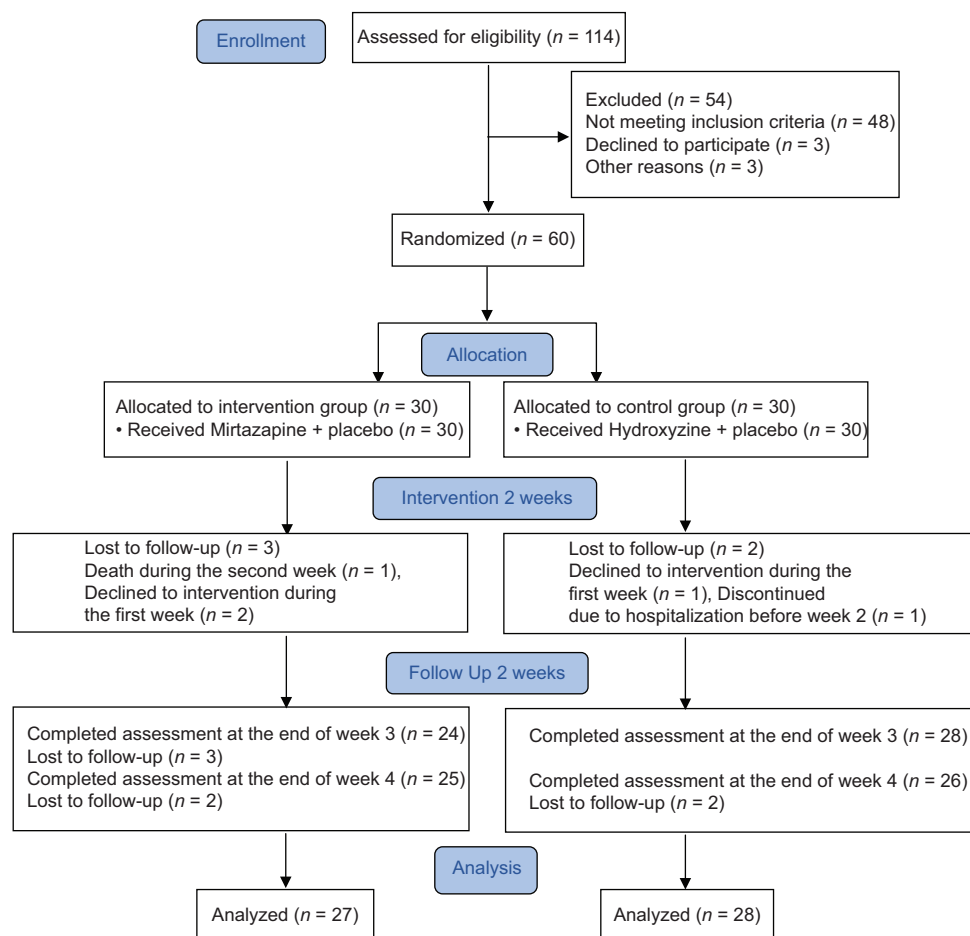 Enrollment
Assessed for eligibility (n = 114)
Excluded (n = 54)
Not meeting inclusion criteria (n = 48)
Declined to participate (n = 3)
Other reasons (n = 3)
Randomized (n = 60)
Allocation
Allocated to intervention group (n = 30)
• Received Mirtazapine + placebo (n = 30)
Allocated to control group (n = 30)
• Received Hydroxyzine + placebo (n = 30)
Intervention 2 weeks
Lost to follow-up (n = 3)
Death during the second week (n = 1),
Declined to intervention during
the first week (n = 2)
Lost to follow-up (n = 2)
Declined to intervention during the
first week (n = 1), Discontinued
due to hospitalization before week 2 (n = 1)
Follow Up 2 weeks
Completed assessment at the end of week 3 (n = 24)
Lost to follow-up (n = 3)
Completed assessment at the end of week 4 (n = 25)
Lost to follow-up (n = 2)
Completed assessment at the end of week 3 (n = 28)
Completed assessment at the end of week 4 (n = 26)
Lost to follow-up (n = 2)
Analysis
Analyzed (n = 27)
Analyzed (n = 28)